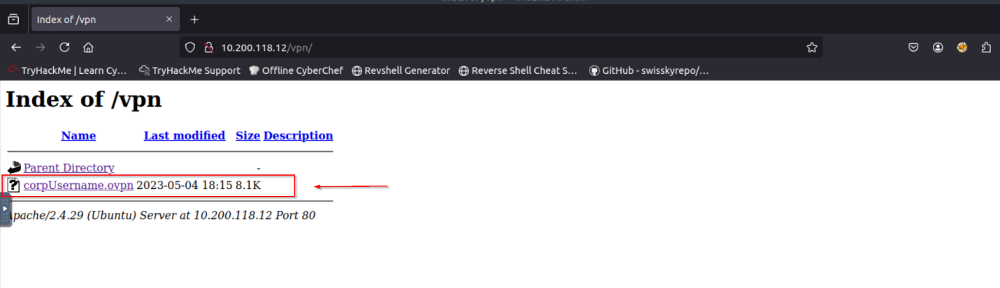 Index of /vpn
10.200.118.12/vpn/
TryHackMe | Learn Cy... TryHackMe Support Offline CyberChef Revshell Generator Reverse Shell Cheat S... GitHub - swisskyrepo/...
Index of /vpn
Name Last modified Size Description
Parent Directory -
corpUsername.ovpn 2023-05-04 18:15 8.1K
pache/2.4.29 (Ubuntu) Server at 10.200.118.12 Port 80